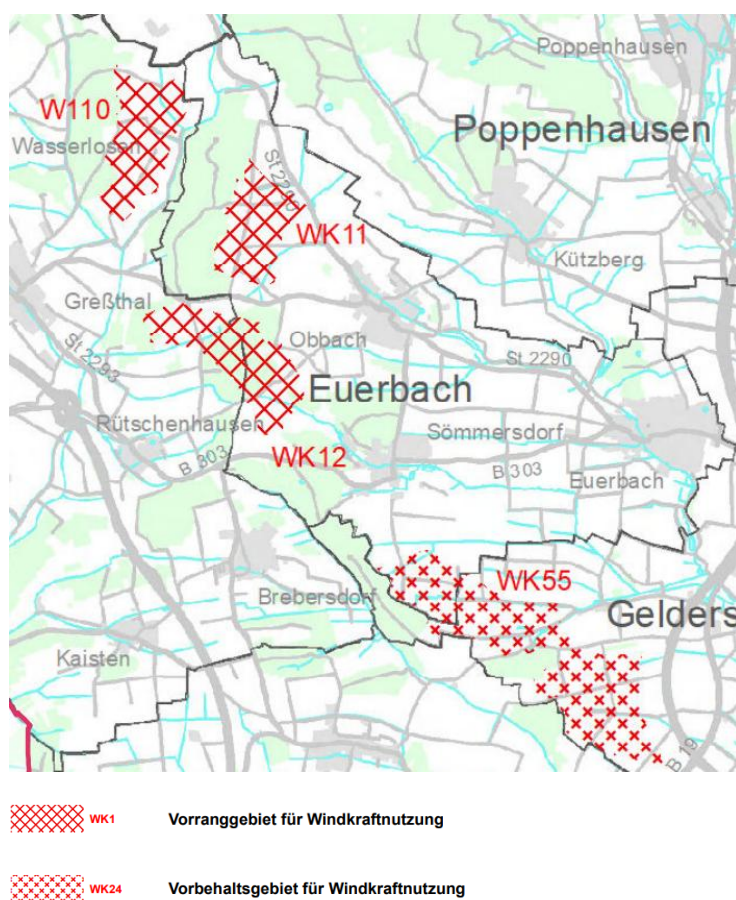 Poppenhausen
W110
Poppenhausen
Wasserlosen
St 2290
WK11
Kützberg
Greßthal
Obbach
St 2293
St 2290
Euerbach
Rütschenhausen
Sömmersdorf
WK12
B 303
B 303
Euerbach
WK55
Brebersdorf
Gelders
Kaisten
B 19
WK1 Vorranggebiet für Windkraftnutzung
WK24 Vorbehaltsgebiet für Windkraftnutzung